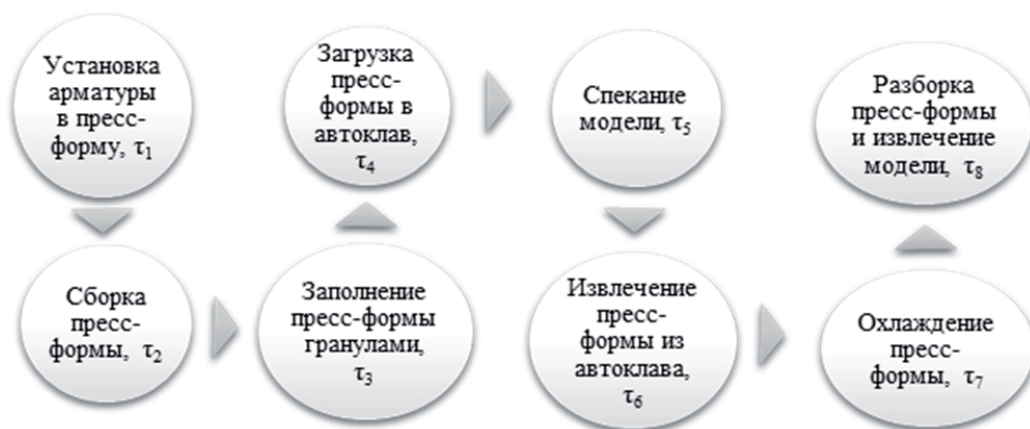 Установка
арматуры
в пресс-
форму, τ₁
Сборка
пресс-
формы, τ₂
Заполнение
пресс-формы
гранулами,
τ₃
Загрузка
пресс-
формы в
автоклав,
τ₄
Спекание
модели, τ₅
Извлечение
пресс-
формы из
автоклава,
τ₆
Охлаждение
пресс-
формы, τ₇
Разборка
пресс-формы
и извлечение
модели, τ₈